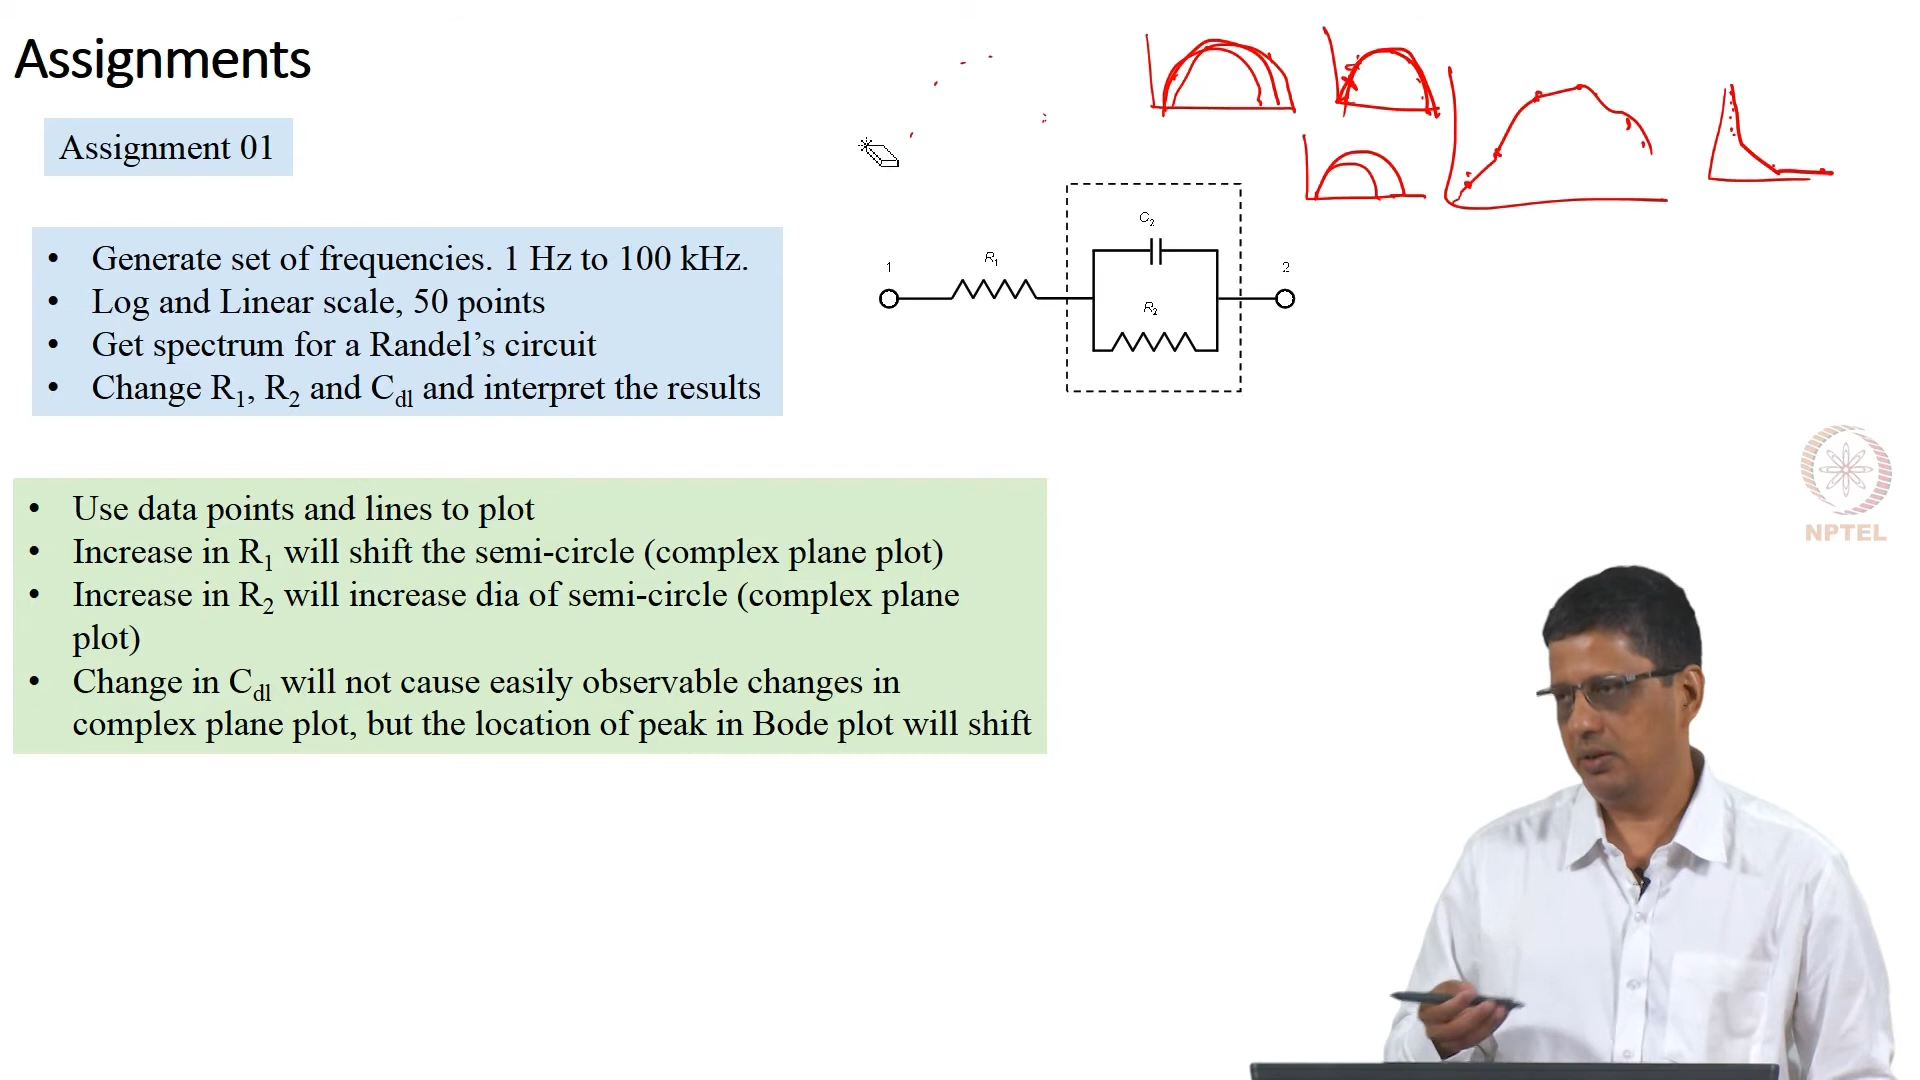 Assignments
Assignment 01
• Generate set of frequencies. 1 Hz to 100 kHz.
• Log and Linear scale, 50 points
• Get spectrum for a Randel’s circuit
• Change R1, R2 and Cdl and interpret the results
1
R1
C2
R2
2
• Use data points and lines to plot
• Increase in R1 will shift the semi-circle (complex plane plot)
• Increase in R2 will increase dia of semi-circle (complex plane
plot)
• Change in Cdl will not cause easily observable changes in
complex plane plot, but the location of peak in Bode plot will shift
NPTEL